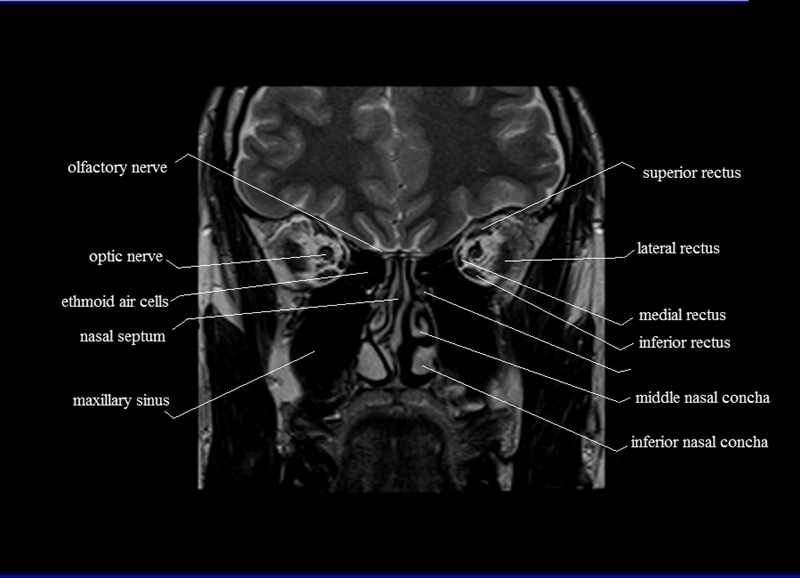 olfactory nerve
optic nerve
ethmoid air cells
nasal septum
maxillary sinus
superior rectus
lateral rectus
medial rectus
inferior rectus
middle nasal concha
inferior nasal concha